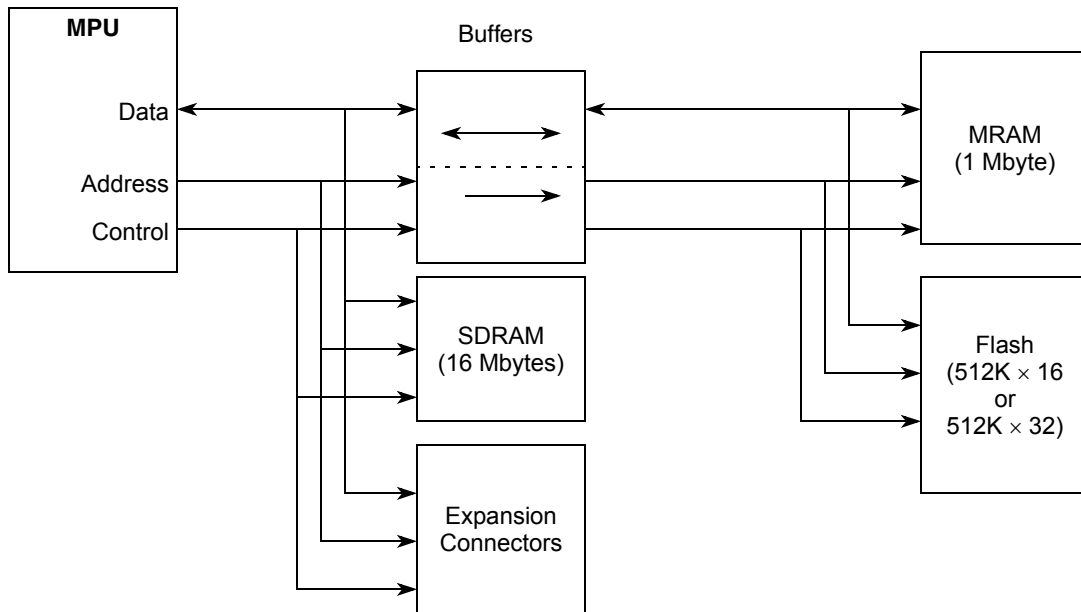 MPU
Data
Address
Control
Buffers
SDRAM
(16 Mbytes)
Expansion
Connectors
MRAM
(1 Mbyte)
Flash
(512K × 16
or
512K × 32)